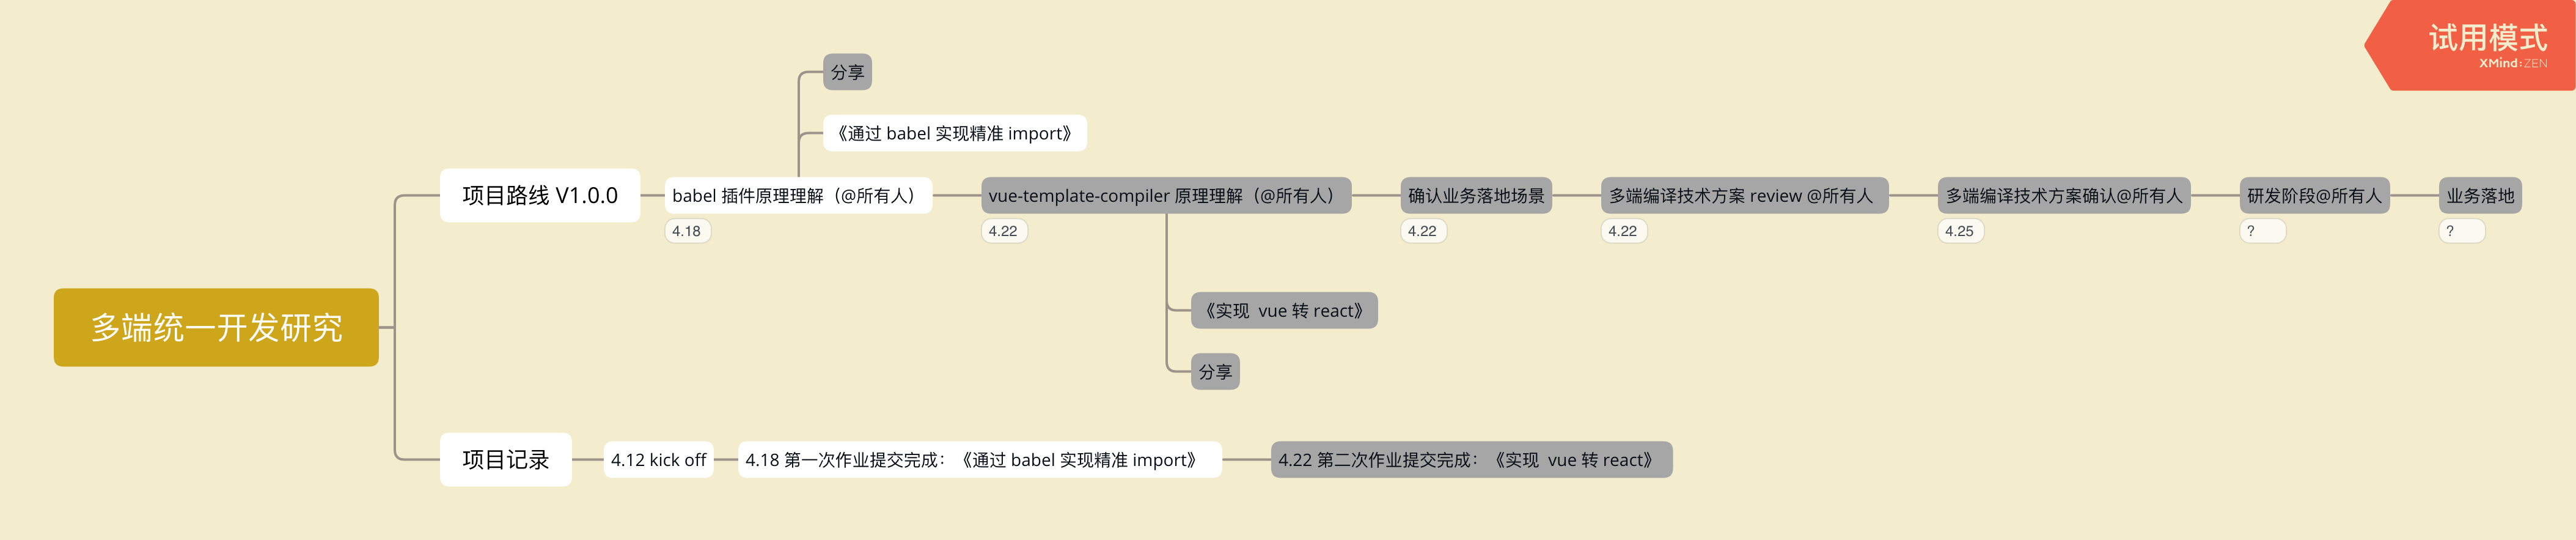 试用模式
XMind:ZEN
分享
《通过 babel 实现精准 import》
项目路线 V1.0.0
babel 插件原理理解（@所有人）
4.18
vue-template-compiler 原理理解（@所有人）
4.22
确认业务落地场景
4.22
多端编译技术方案 review @所有人
4.22
多端编译技术方案确认@所有人
4.25
研发阶段@所有人
?
业务落地
?
《实现 vue 转 react》
分享
多端统一开发研究
项目记录
4.12 kick off
4.18 第一次作业提交完成：《通过 babel 实现精准 import》
4.22 第二次作业提交完成：《实现 vue 转 react》